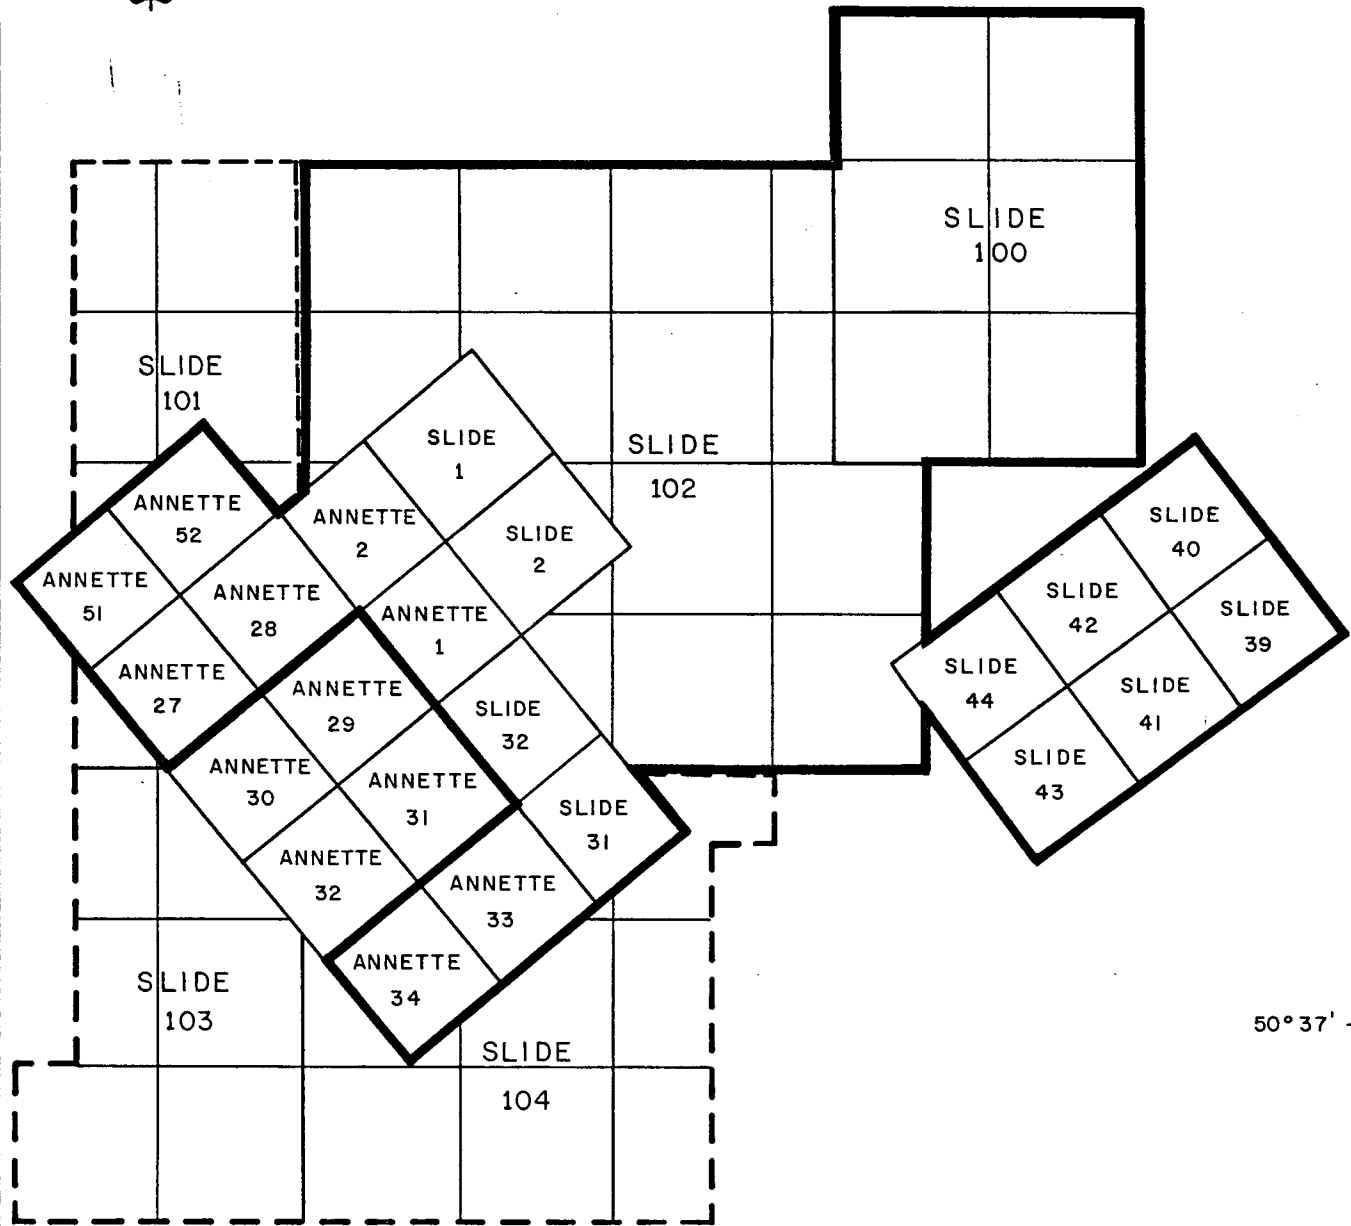 SLIDE
100
SLIDE
101
SLIDE
102
SLIDE
1
ANNETTE
52
ANNETTE
2
SLIDE
2
SLIDE
40
ANNETTE
51
ANNETTE
28
ANNETTE
1
SLIDE
42
SLIDE
39
ANNETTE
27
ANNETTE
29
SLIDE
32
SLIDE
44
SLIDE
41
ANNETTE
30
ANNETTE
31
SLIDE
31
SLIDE
43
ANNETTE
32
ANNETTE
33
ANNETTE
34
SLIDE
103
SLIDE
104
50°37'